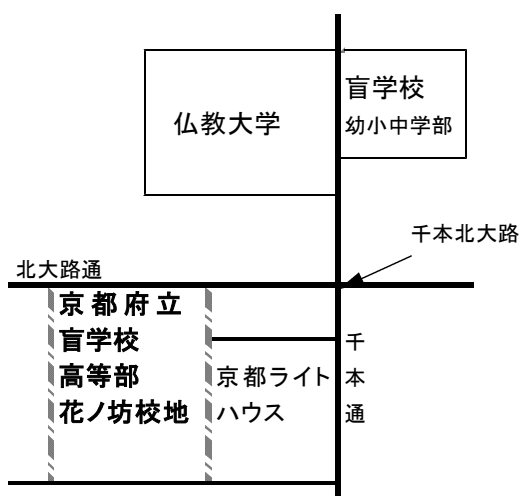 仏教大学
盲学校
幼小中学部
千本北大路
北大路通
京都府立
盲学校
高等部
花ノ坊校地
京都ライト
ハウス
千
本
通